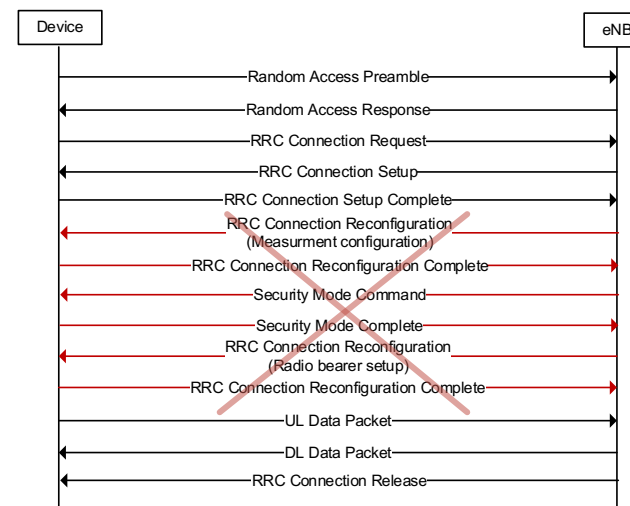 Device
eNB
Random Access Preamble
Random Access Response
RRC Connection Request
RRC Connection Setup
RRC Connection Setup Complete
RRC Connection Reconfiguration
(Measurment configuration)
RRC Connection Reconfiguration Complete
Security Mode Command
Security Mode Complete
RRC Connection Reconfiguration
(Radio bearer setup)
RRC Connection Reconfiguration Complete
UL Data Packet
DL Data Packet
RRC Connection Release